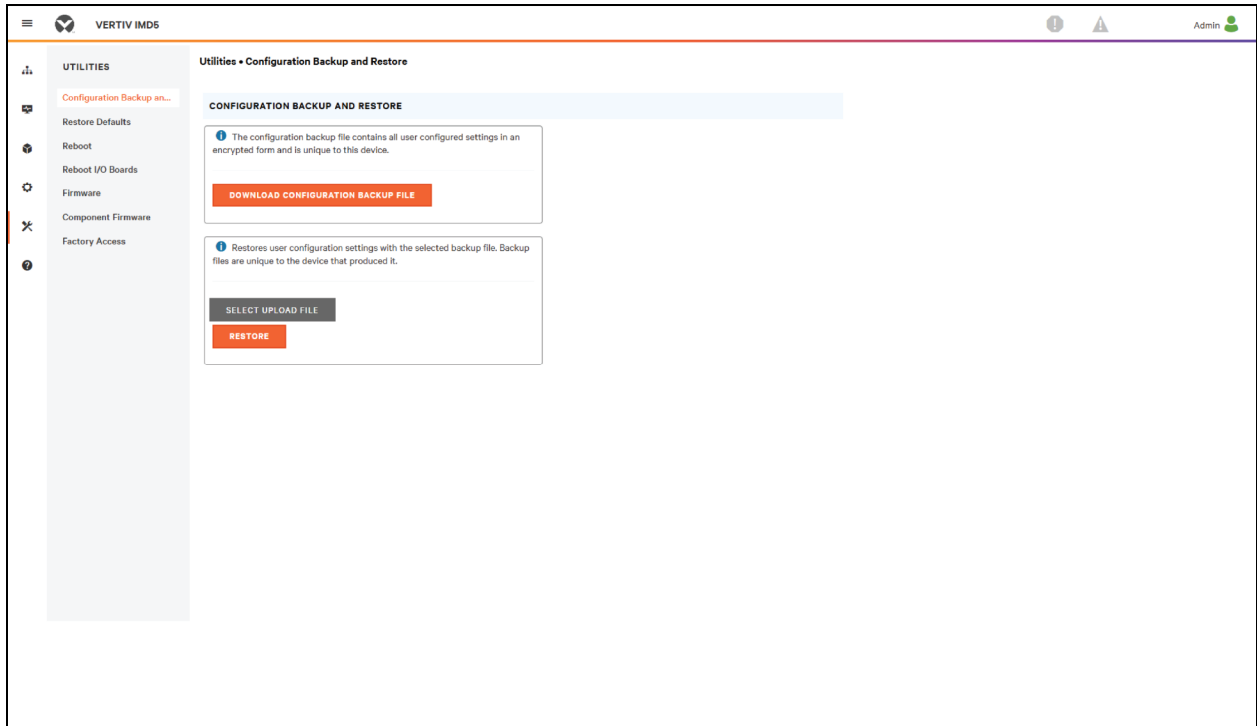 VERTIV IMD5
Admin
UTILITIES
Configuration Backup an...
Restore Defaults
Reboot
Reboot I/O Boards
Firmware
Component Firmware
Factory Access
Utilities • Configuration Backup and Restore
CONFIGURATION BACKUP AND RESTORE
The configuration backup file contains all user configured settings in an
encrypted form and is unique to this device.
DOWNLOAD CONFIGURATION BACKUP FILE
Restores user configuration settings with the selected backup file. Backup
files are unique to the device that produced it.
SELECT UPLOAD FILE
RESTORE